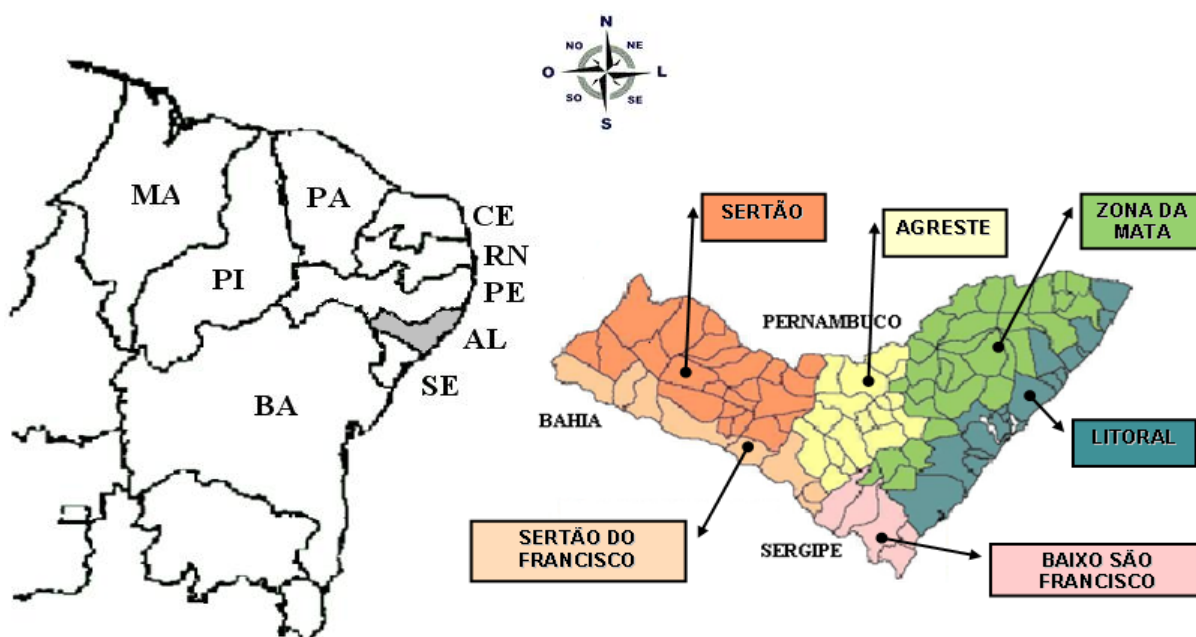 N
NO
NE
O
L
SO
SE
S
MA
PA
CE
RN
PI
PE
AL
SE
BA
SERTÃO
AGRESTE
ZONA DA
MATA
PERNAMBUCO
BAHIA
LITORAL
SERTÃO DO
FRANCISCO
SERGIPE
BAIXO SÃO
FRANCISCO